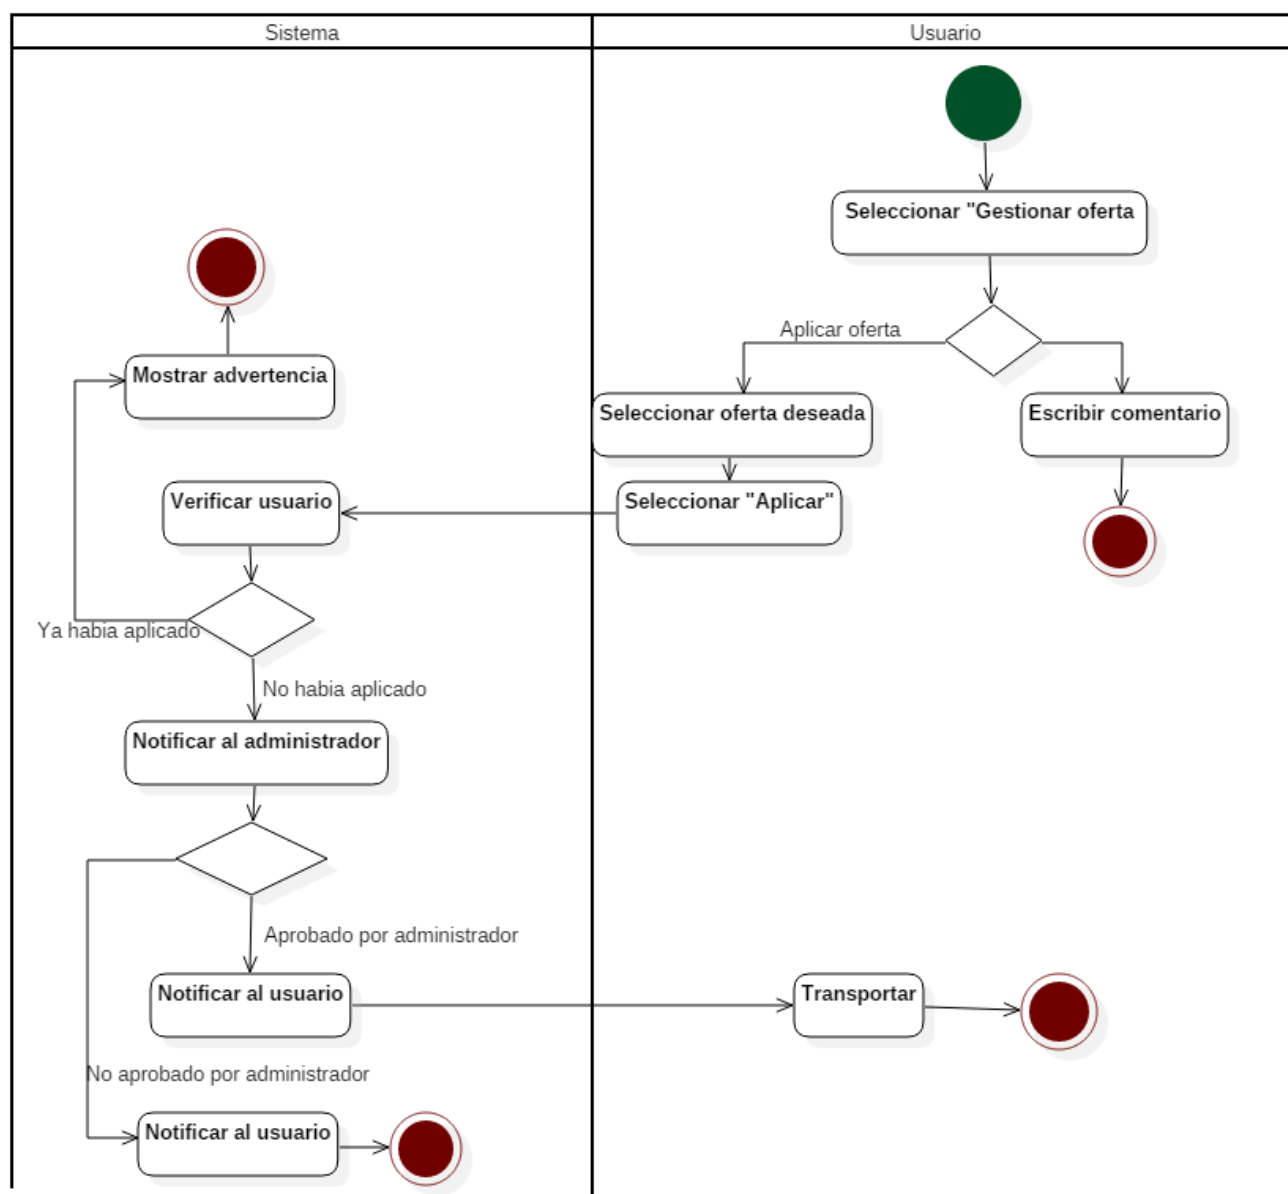 Sistema
Usuario
Seleccionar "Gestionar oferta
Aplicar oferta
Mostrar advertencia
Seleccionar oferta deseada
Escribir comentario
Verificar usuario
Seleccionar "Aplicar"
Ya habia aplicado
No habia aplicado
Notificar al administrador
Aprobado por administrador
Notificar al usuario
Transportar
No aprobado por administrador
Notificar al usuario